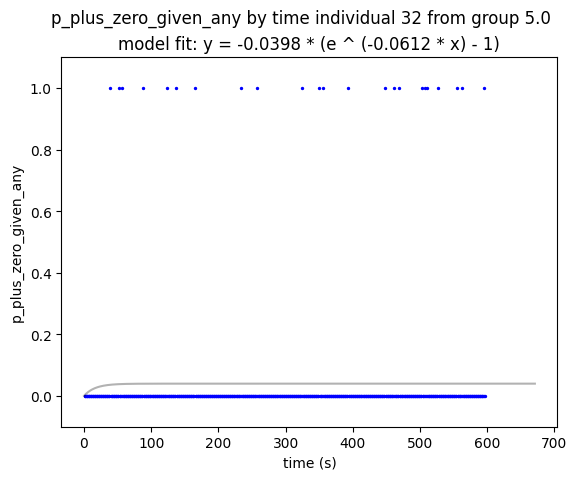 p_plus_zero_given_any by time individual 32 from group 5.0
model fit: y = -0.0398 * (e ^ (-0.0612 * x) - 1)
1.0
0.8
0.6
0.4
0.2
0.0
p_plus_zero_given_any
0 100 200 300 400 500 600 700
time (s)